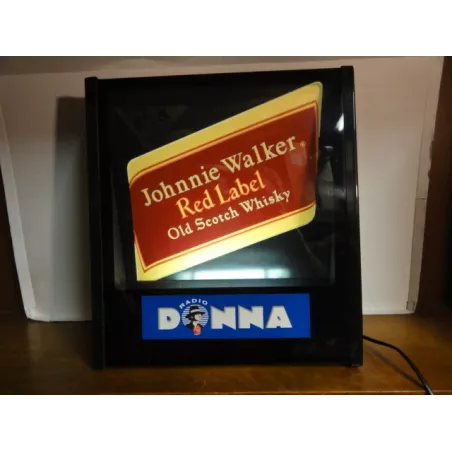 Johnnie Walker
Red Label
Old Scotch Whisky
RADIO
DONNA